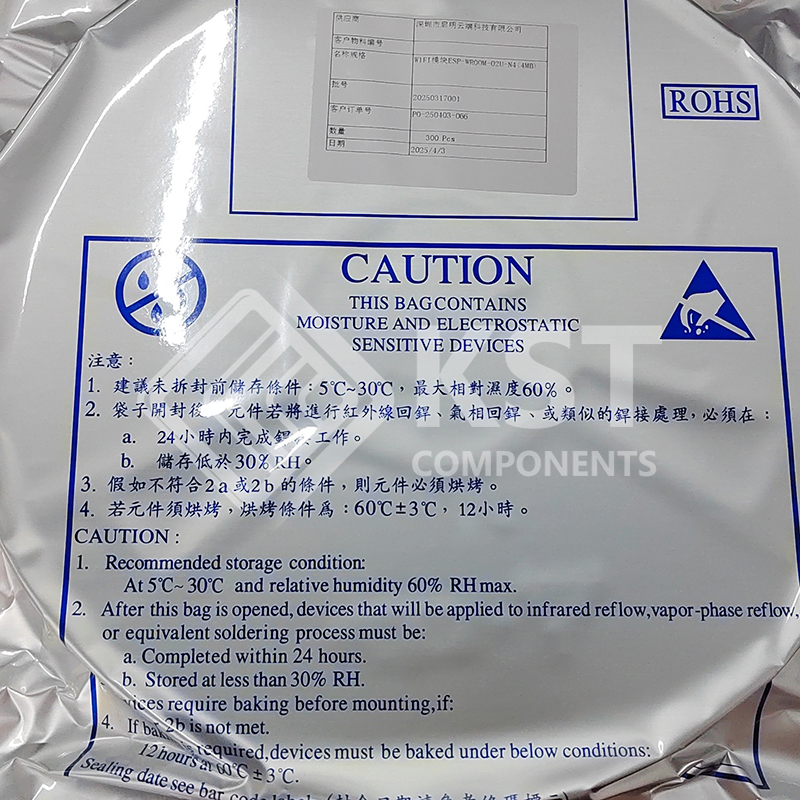 供应商 深圳市启明云端科技有限公司
客户物料编号
名称规格 WIFI模块ESP-WROOM-02U-N4(4MB)
批号 20250317001
客户订单号 PO-250403-066
数量 300 Pcs
日期 2025/4/3
ROHS
CAUTION
THIS BAG CONTAINS
MOISTURE AND ELECTROSTATIC
SENSITIVE DEVICES
注意：
1. 建議未拆封前儲存條件：5℃~30℃，最大相對濕度60%。
2. 袋子開封後 元件若將進行紅外線回銲、氣相回銲、或類似的銲接處理，必須在：
a. 24小時內完成銲 工作。
b. 儲存低於30%RH。
3. 假如不符合2a或2b的條件，則元件必須烘烤。
4. 若元件須烘烤，烘烤條件為：60℃±3℃，12小時。
KST
COMPONENTS
CAUTION:
1. Recommended storage condition:
At 5℃~30℃ and relative humidity 60% RH max.
2. After this bag is opened, devices that will be applied to infrared reflow, vapor-phase reflow,
or equivalent soldering process must be:
a. Completed within 24 hours.
b. Stored at less than 30% RH.
ices require baking before mounting, if:
2b is not met.
4. If bak required, devices must be baked under below conditions:
12 hours at 60℃ ± 3℃.
Sealing date see bar code label.